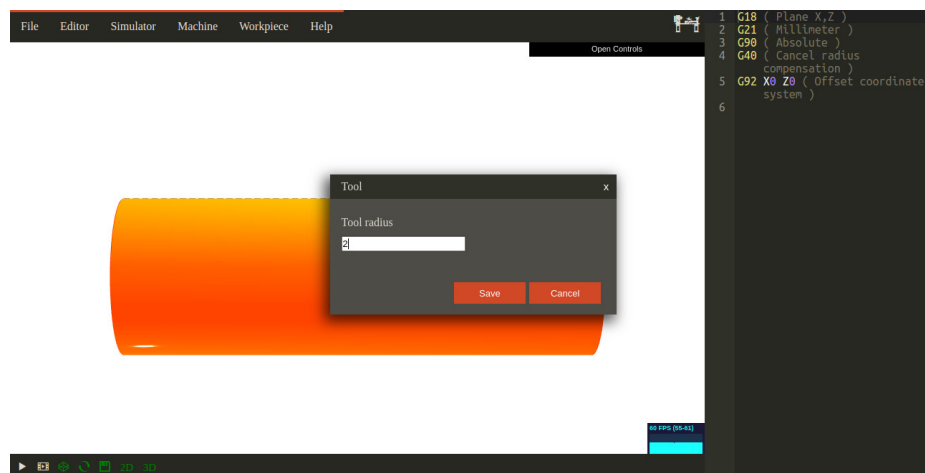 File Editor Simulator Machine Workpiece Help
Open Controls
Tool x
Tool radius
2
Save Cancel
60 FPS (55-61)
2D 3D
1 G18 ( Plane X,Z )
2 G21 ( Millimeter )
3 G90 ( Absolute )
4 G40 ( Cancel radius
compensation )
5 G92 X0 Z0 ( Offset coordinate
system )
6